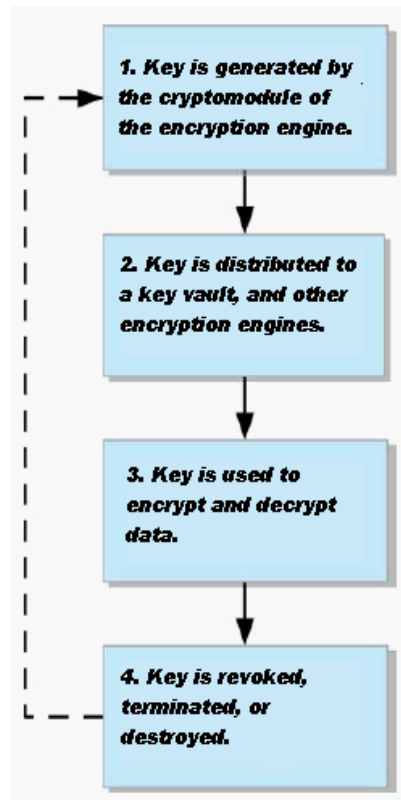 1. Key is generated by
the cryptomodule of
the encryption engine.
2. Key is distributed to
a key vault, and other
encryption engines.
3. Key is used to
encrypt and decrypt
data.
4. Key is revoked,
terminated, or
destroyed.